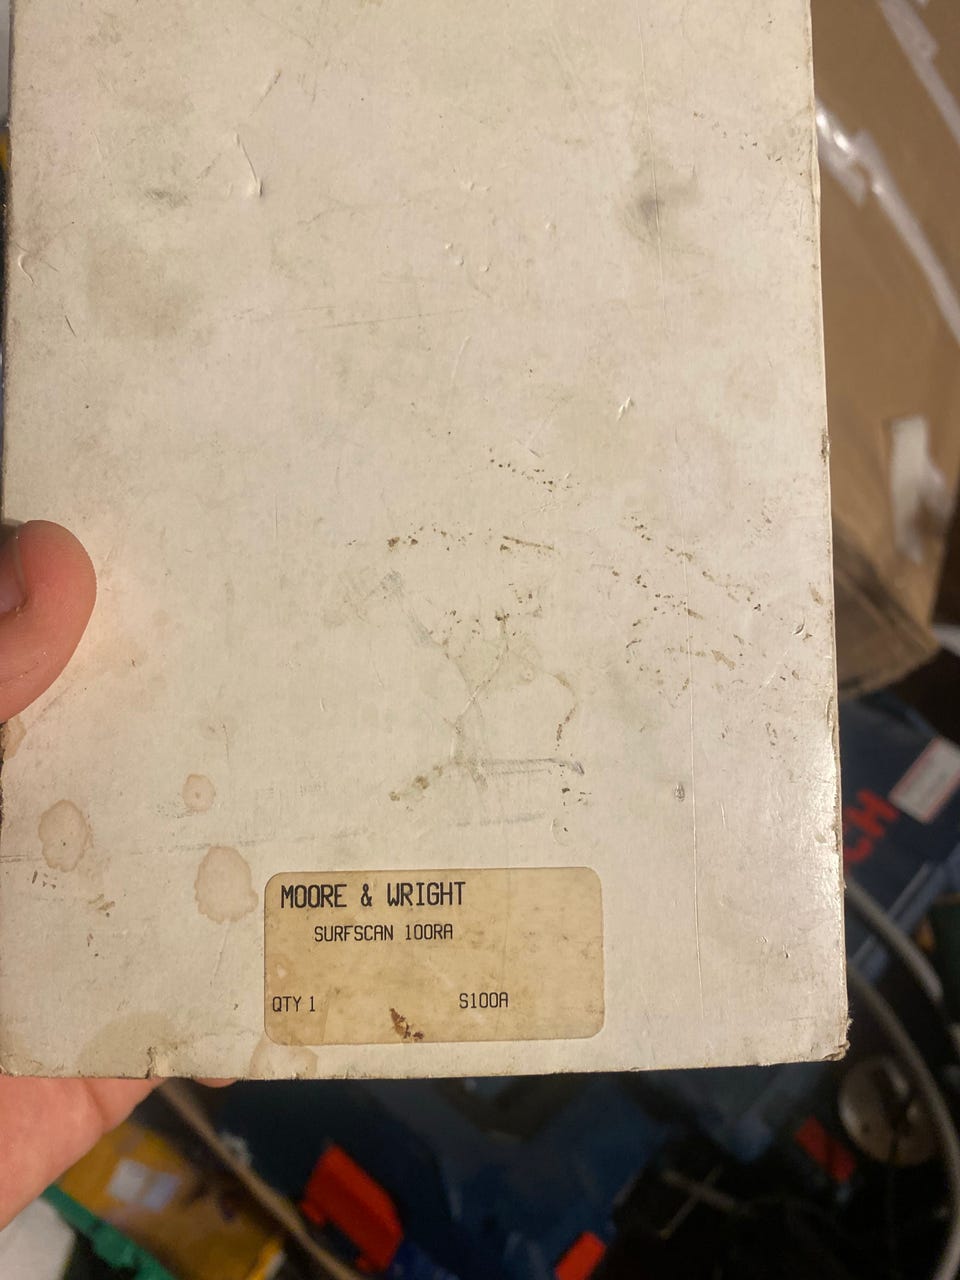 MOORE & WRIGHT
SURFSCAN 100RA
QTY 1 S100A